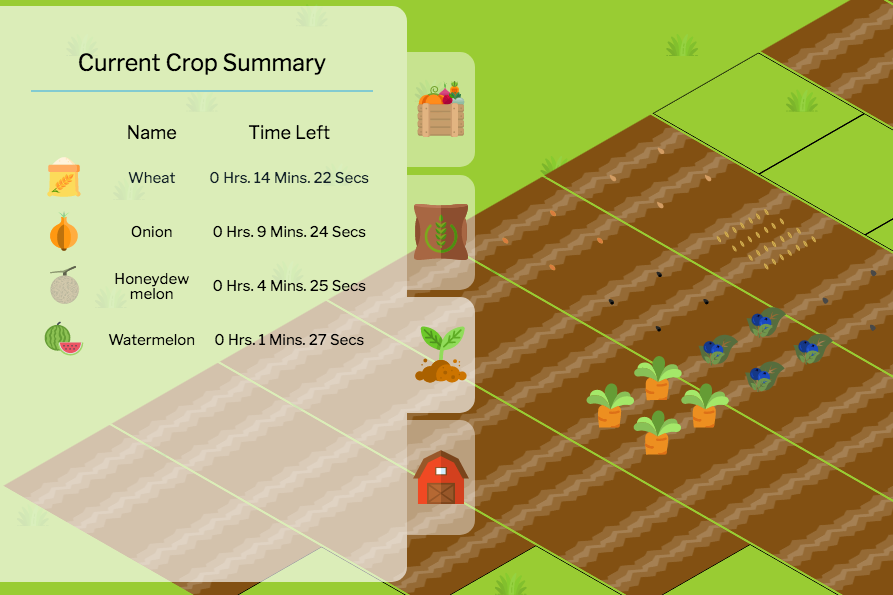 Current Crop Summary
Name Time Left
Wheat 0 Hrs. 14 Mins. 22 Secs
Onion 0 Hrs. 9 Mins. 24 Secs
Honeydew
melon 0 Hrs. 4 Mins. 25 Secs
Watermelon 0 Hrs. 1 Mins. 27 Secs